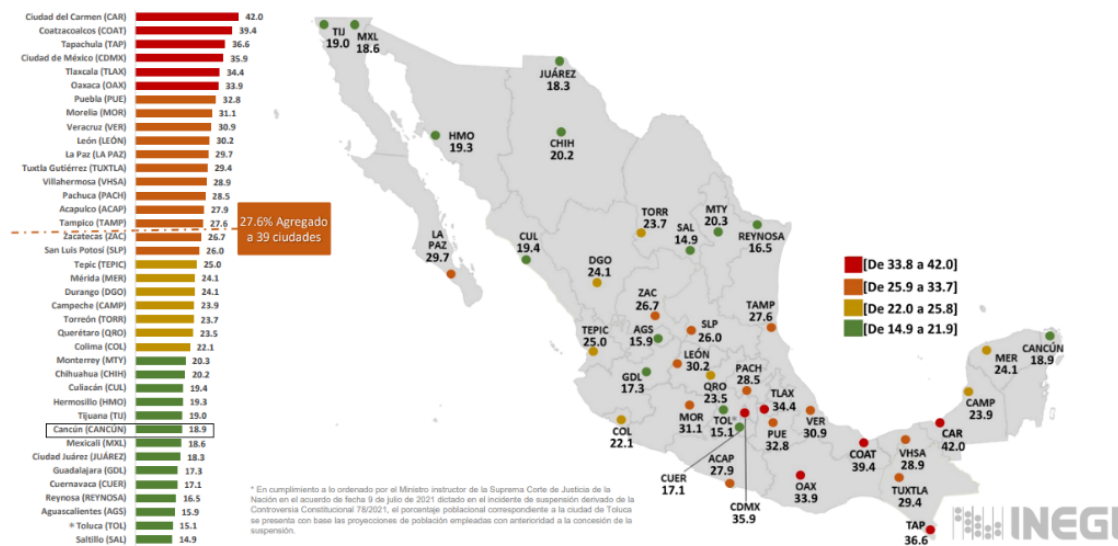 Ciudad del Carmen (CAR) 42.0
Coatzacoalcos (COAT) 39.4
Tapachula (TAP) 36.6
Ciudad de México (CDMX) 35.9
Tlaxcala (TLAX) 34.4
Oaxaca (OAX) 33.9
Puebla (PUE) 32.8
Morelia (MOR) 31.1
Veracruz (VER) 30.9
León (LEÓN) 30.2
La Paz (LA PAZ) 29.7
Tuxtla Gutiérrez (TUXTLA) 29.4
Villahermosa (VHSA) 28.9
Pachuca (PACH) 28.5
Acapulco (ACAP) 27.9
Tampico (TAMP) 27.6
Zacatecas (ZAC) 26.7
San Luis Potosí (SLP) 26.0
Tepic (TEPIC) 25.0
Mérida (MER) 24.1
Durango (DGO) 24.1
Campeche (CAMP) 23.9
Torreón (TORR) 23.7
Querétaro (QRO) 23.5
Colima (COL) 22.1
Monterrey (MTY) 20.3
Chihuahua (CHIH) 20.2
Culiacán (CUL) 19.4
Hermosillo (HMO) 19.3
Tijuana (TIJ) 19.0
Cancún (CANCÚN) 18.9
Mexicali (MXL) 18.6
Ciudad Juárez (JUÁREZ) 18.3
Guadalajara (GDL) 17.3
Cuernavaca (CUER) 17.1
Reynosa (REYNOSA) 16.5
Aguascalientes (AGS) 15.9
* Toluca (TOL) 15.1
Saltillo (SAL) 14.9
27.6% Agregado
a 39 ciudades
TIJ
19.0
MXL
18.6
JUÁREZ
18.3
HMO
19.3
CHIH
20.2
LA
PAZ
29.7
CUL
19.4
TORR
23.7
SAL
14.9
MTY
20.3
REYNOSA
16.5
DGO
24.1
ZAC
26.7
TAMP
27.6
TEPIC
25.0
AGS
15.9
SLP
26.0
LEÓN
30.2
GDL
17.3
QRO
23.5
PACH
28.5
TLAX
34.4
COL
22.1
MOR
31.1
TOL*
15.1
PUE
32.8
VER
30.9
CUER
17.1
ACAP
27.9
CDMX
35.9
OAX
33.9
COAT
39.4
VHSA
28.9
TUXTLA
29.4
TAP
36.6
CAR
42.0
CAMP
23.9
MER
24.1
CANCÚN
18.9
[De 33.8 a 42.0]
[De 25.9 a 33.7]
[De 22.0 a 25.8]
[De 14.9 a 21.9]
* En cumplimiento a lo ordenado por el Ministro instructor de la Suprema Corte de Justicia de la
Nación en el acuerdo de fecha 9 de julio de 2021 dictado en el incidente de suspensión derivado de la
Controversia Constitucional 78/2021, el porcentaje poblacional correspondiente a la ciudad de Toluca
se presenta con base las proyecciones de población empleadas con anterioridad a la concesión de la
suspensión.
INEGI